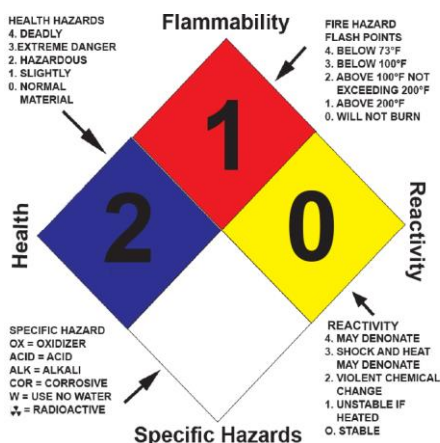 HEALTH HAZARDS
4. DEADLY
3.EXTREME DANGER
2. HAZARDOUS
1. SLIGHTLY
0. NORMAL
MATERIAL
Flammability
FIRE HAZARD
FLASH POINTS
4. BELOW 73°F
3. BELOW 100°F
2. ABOVE 100°F NOT
EXCEEDING 200°F
1. ABOVE 200°F
0. WILL NOT BURN
1
2
0
Health
Reactivity
SPECIFIC HAZARD
OX = OXIDIZER
ACID = ACID
ALK = ALKALI
COR = CORROSIVE
W = USE NO WATER
☢ = RADIOACTIVE
REACTIVITY
4. MAY DENONATE
3. SHOCK AND HEAT
MAY DENONATE
2. VIOLENT CHEMICAL
CHANGE
1. UNSTABLE IF
HEATED
O. STABLE
Specific Hazards